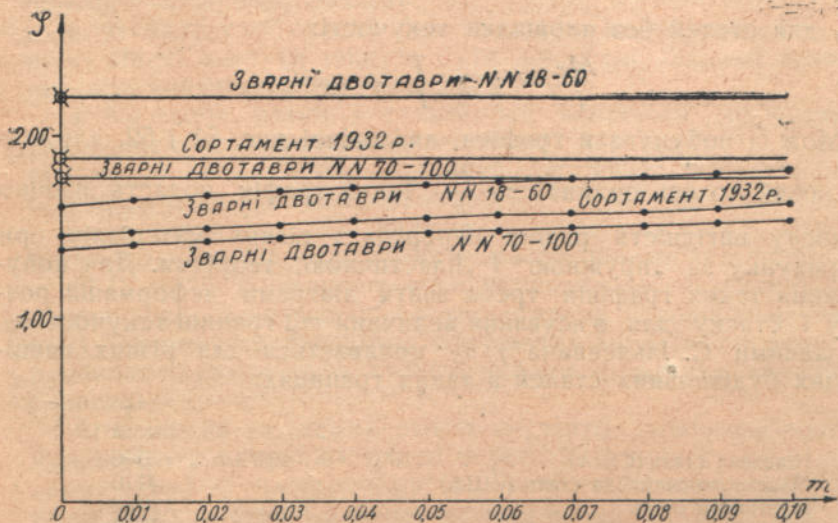 𝒴
Зварні двотаври NN 18-60
2,00
Сортамент 1932 р.
Зварні двотаври NN 70-100
Зварні двотаври NN 18-60
Сортамент 1932 р.
Зварні двотаври NN 70-100
1,00
m
0 0,01 0,02 0,03 0,04 0,05 0,06 0,07 0,08 0,09 0,10